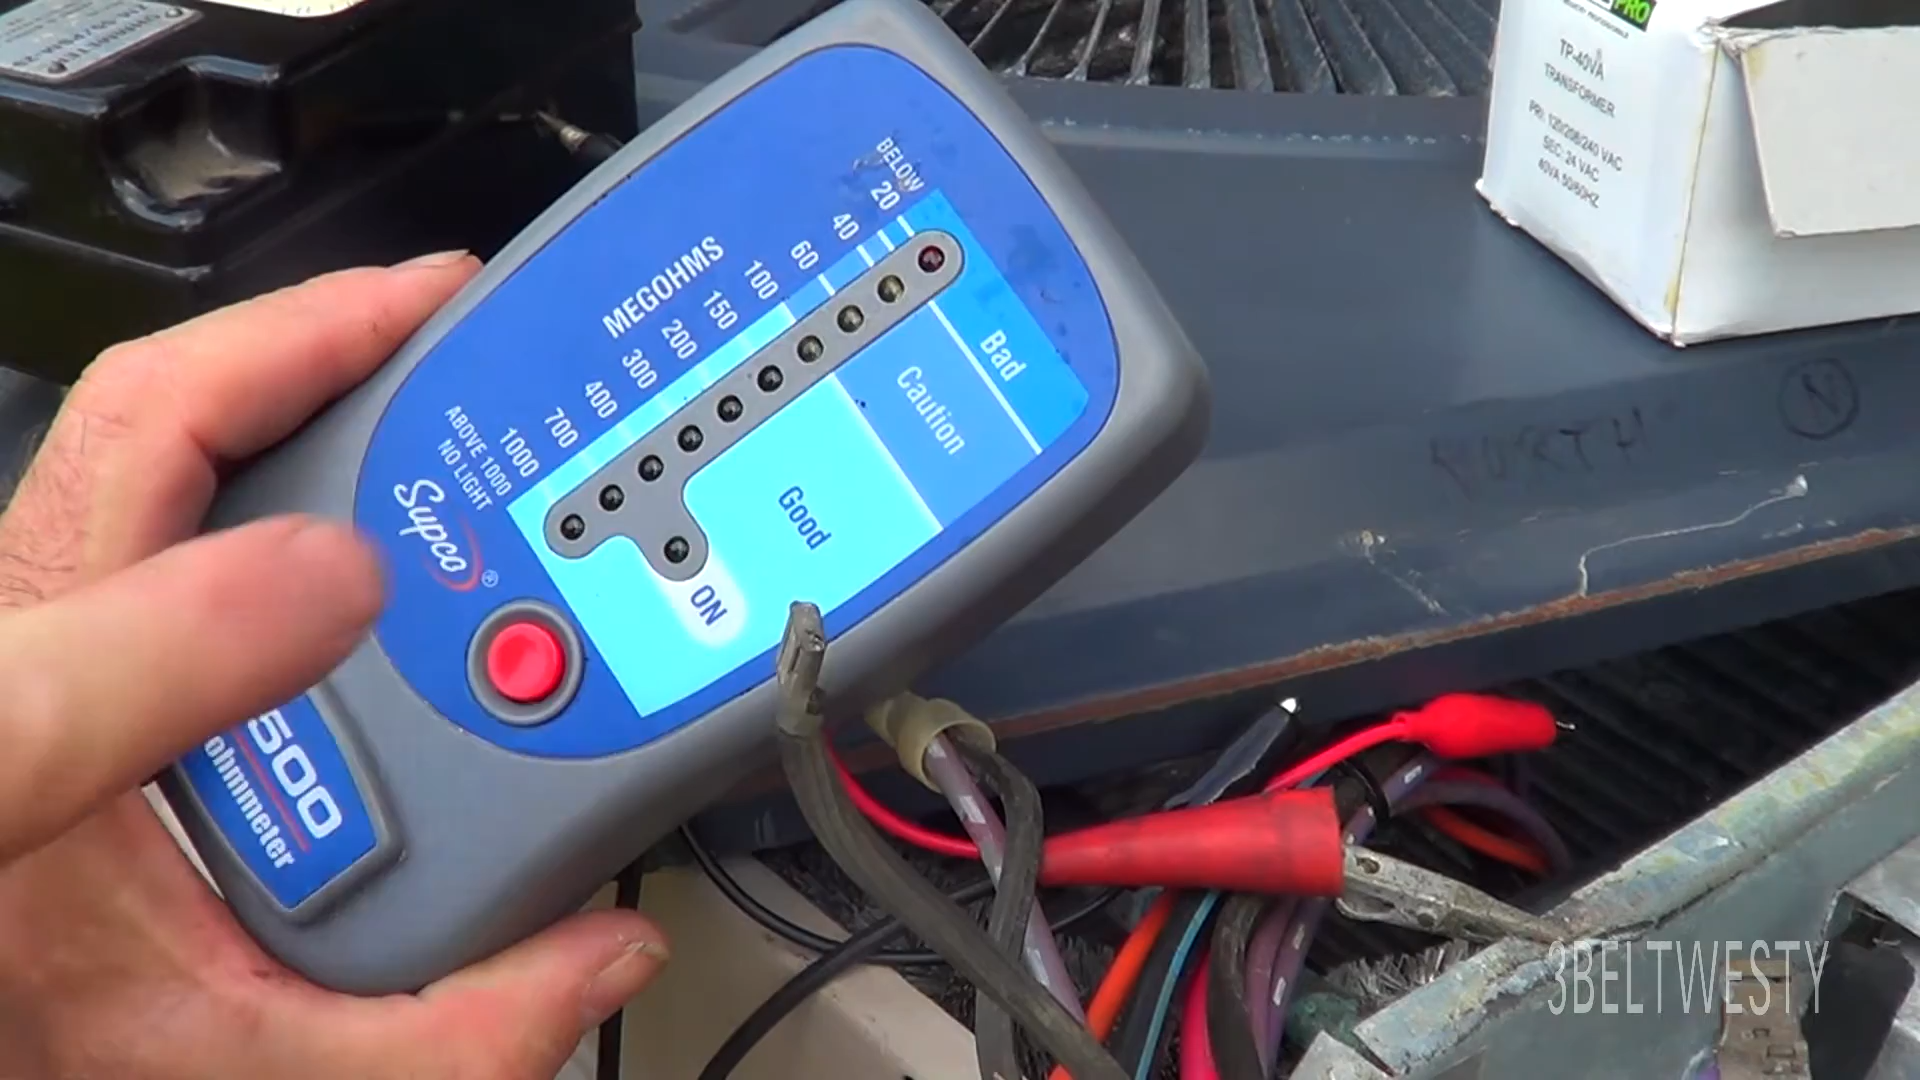 PRO
TP-40VA
TRANSFORMER
PRI: 120/208/240 VAC
SEC: 24 VAC
40VA 50/60HZ
BELOW
20
40
60
100
150
200
300
400
700
1000
ABOVE 1000
NO LIGHT
MEGOHMS
Bad
Caution
Good
ON
Supco®
500
ohmmeter
NORTH
N
3BELTWESTY